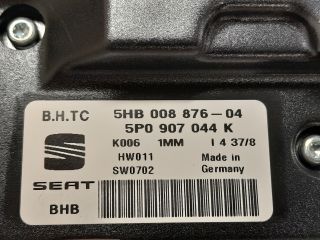 B.H.TC 5HB 008 876-04
5P0 907 044 K
K006 1MM I 4 37/8
HW011 Made in
SW0702 Germany
SEAT
BHB